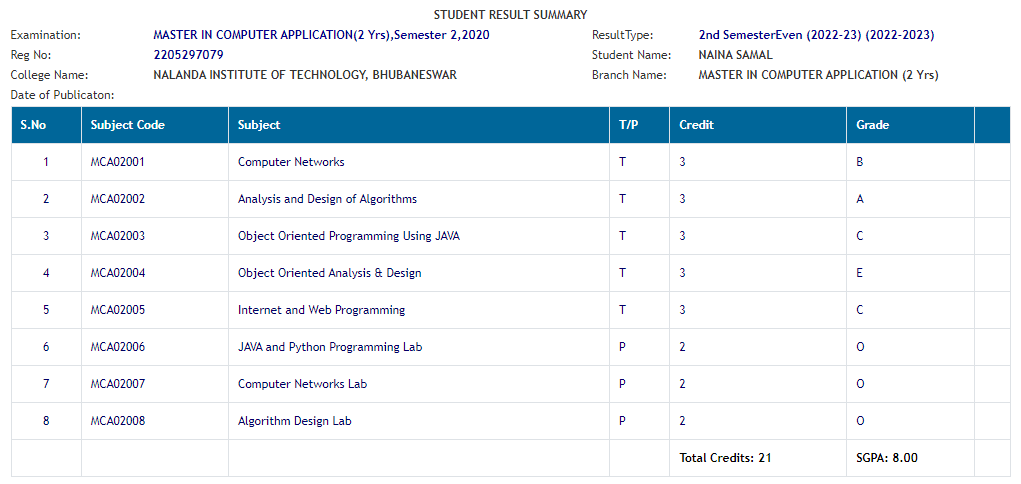 STUDENT RESULT SUMMARY
Examination: MASTER IN COMPUTER APPLICATION(2 Yrs),Semester 2,2020 ResultType: 2nd SemesterEven (2022-23) (2022-2023)
Reg No: 2205297079 Student Name: NAINA SAMAL
College Name: NALANDA INSTITUTE OF TECHNOLOGY, BHUBANESWAR Branch Name: MASTER IN COMPUTER APPLICATION (2 Yrs)
Date of Publicaton:
S.No Subject Code Subject T/P Credit Grade
1 MCA02001 Computer Networks T 3 B
2 MCA02002 Analysis and Design of Algorithms T 3 A
3 MCA02003 Object Oriented Programming Using JAVA T 3 C
4 MCA02004 Object Oriented Analysis & Design T 3 E
5 MCA02005 Internet and Web Programming T 3 C
6 MCA02006 JAVA and Python Programming Lab P 2 O
7 MCA02007 Computer Networks Lab P 2 O
8 MCA02008 Algorithm Design Lab P 2 O
Total Credits: 21 SGPA: 8.00